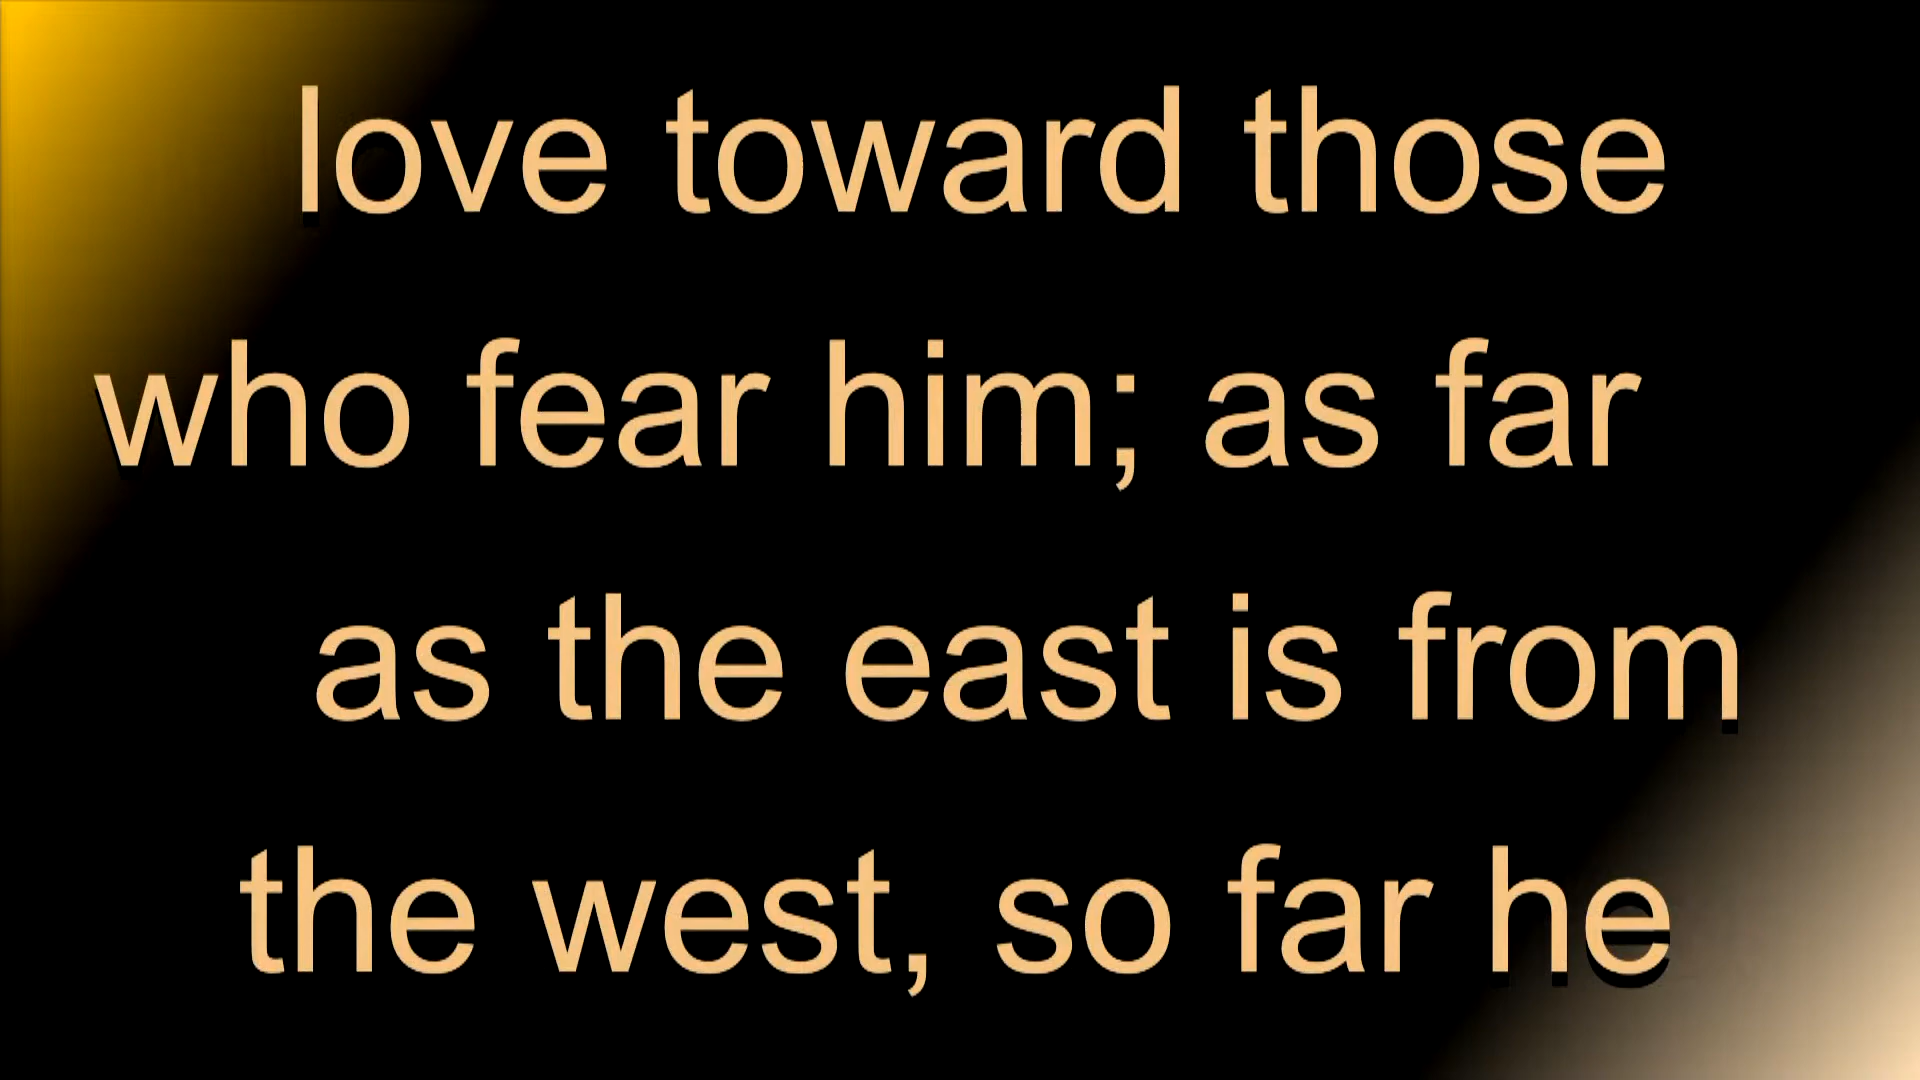 love toward those
who fear him; as far
as the east is from
the west, so far he